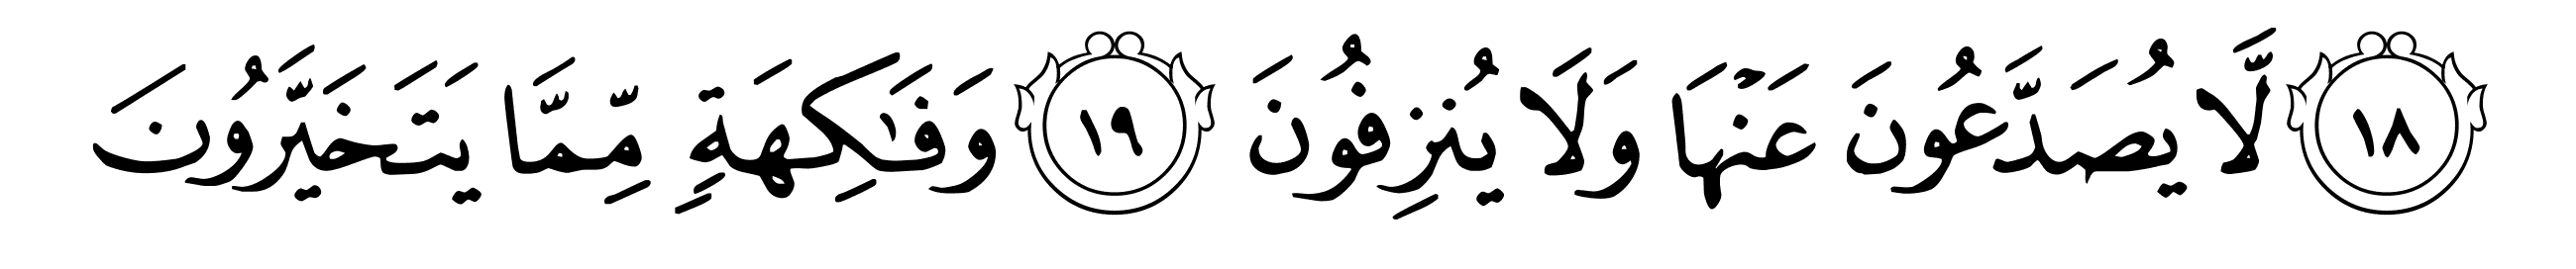 ١٨ لَّا يُصَدَّعُونَ عَنْهَا وَلَا يُنزِفُونَ ١٩ وَفَـٰكِهَةٍ مِّمَّا يَتَخَيَّرُونَ